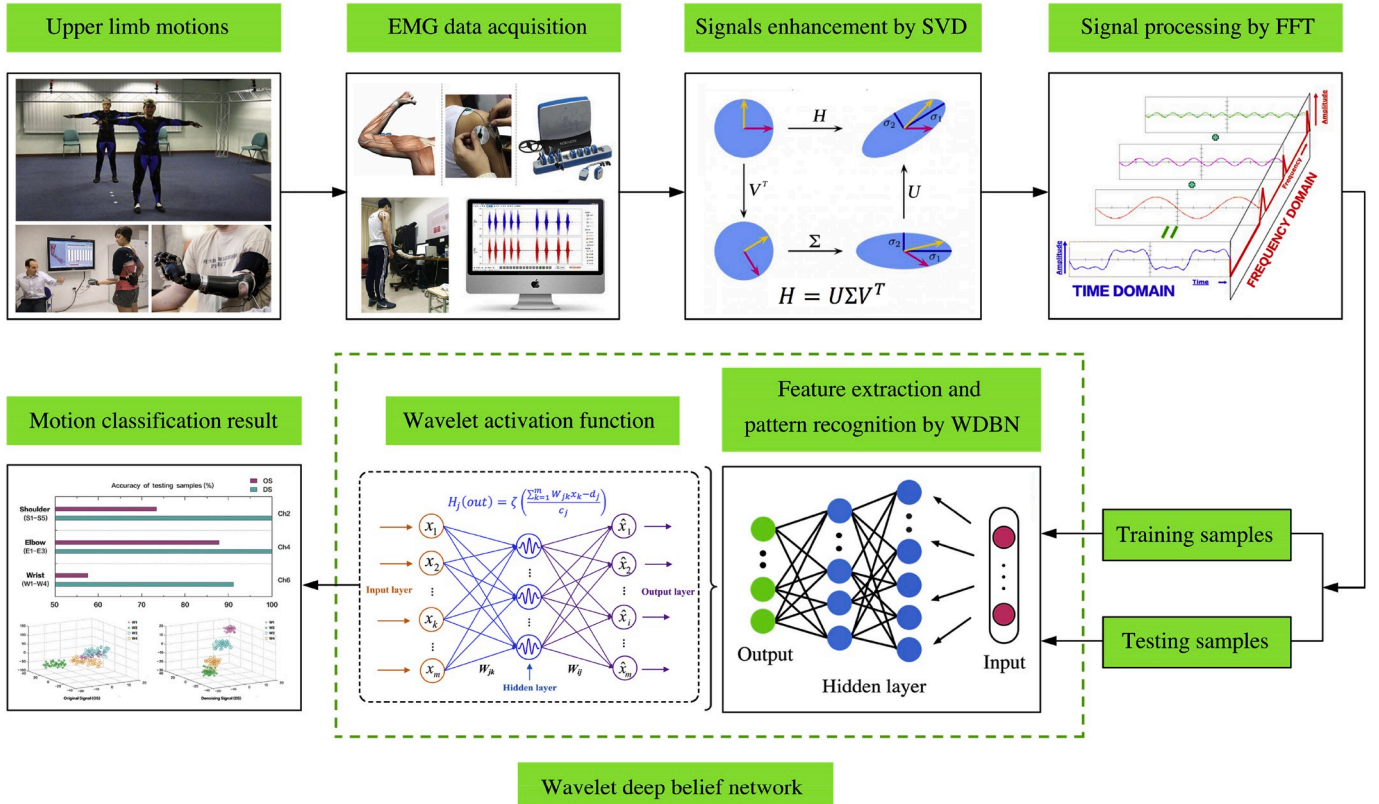 Upper limb motions
EMG data acquisition
Signals enhancement by SVD
Signal processing by FFT
H
σ2
σ1
V^T
U
Σ
σ2
σ1
H = UΣV^T
Amplitude
Frequency
FREQUENCY DOMAIN
Amplitude
Time
TIME DOMAIN
Motion classification result
Wavelet activation function
Feature extraction and
pattern recognition by WDBN
Accuracy of testing samples (%)
OS
DS
Shoulder
(S1-S5)
Ch2
Elbow
(E1-E3)
Ch4
Wrist
(W1-W4)
Ch6
50 60 70 80 90 100
Original Signal(OS)
Denoising Signal(DS)
H_j(out) = ζ(∑_{k=1}^{m} W_{jk}x_k−d_j / c_j)
x1
x2
⋮
xk
⋮
xm
Input layer
W_jk
Hidden layer
W_ij
x̂1
x̂2
⋮
x̂i
⋮
x̂m
Output layer
Output
Hidden layer
Input
Training samples
Testing samples
Wavelet deep belief network